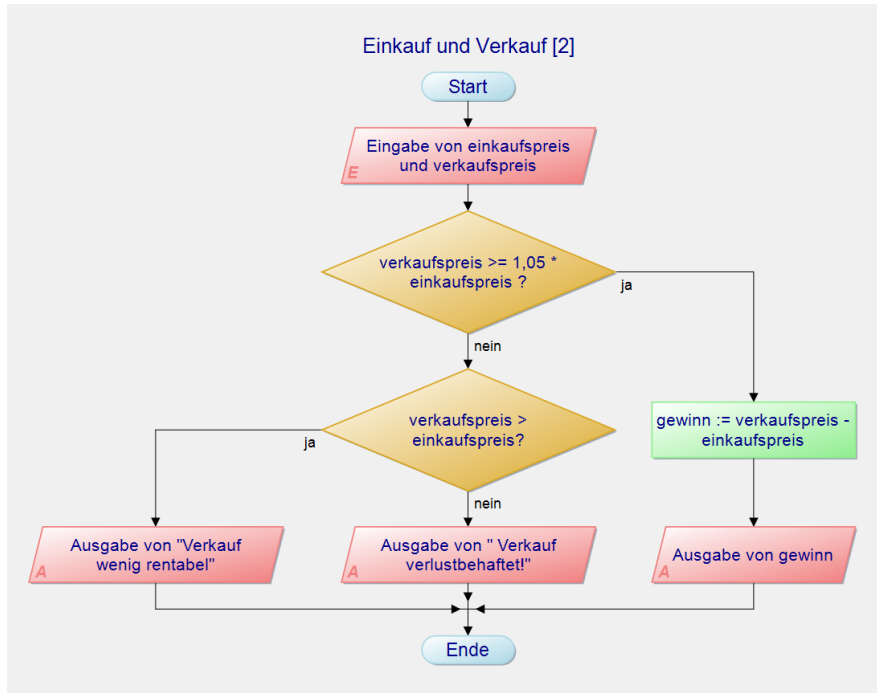 Einkauf und Verkauf [2]
Start
Eingabe von einkaufspreis
und verkaufspreis
E
verkaufspreis >= 1,05 *
einkaufspreis ?
ja
nein
verkaufspreis >
einkaufspreis?
ja
nein
gewinn := verkaufspreis -
einkaufspreis
Ausgabe von "Verkauf
wenig rentabel"
A
Ausgabe von " Verkauf
verlustbehaftet!"
A
Ausgabe von gewinn
A
Ende